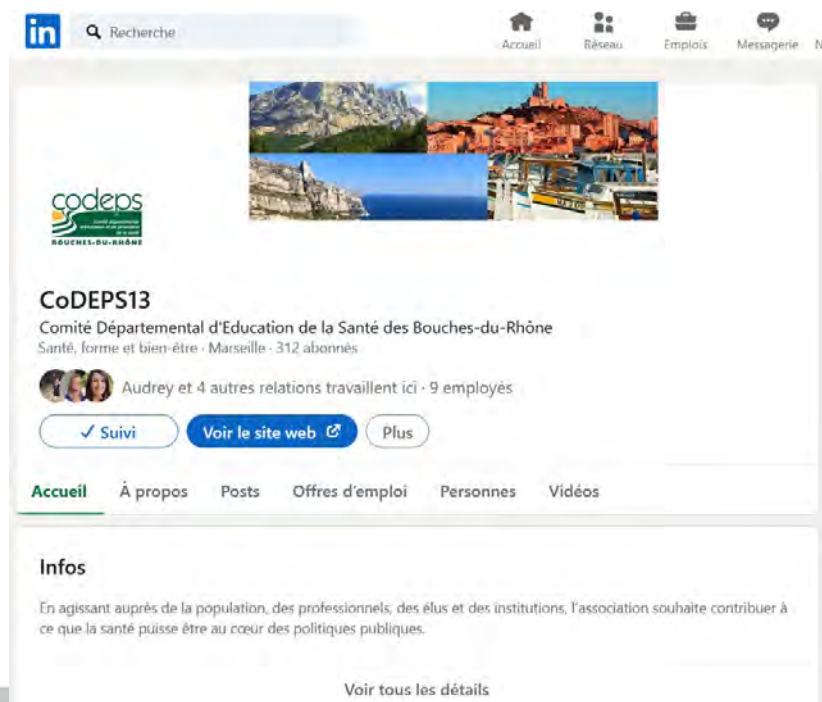 in Recherche
Accueil Réseau Emplois Messagerie N
codeps
BOUCHES-DU-RHÔNE
CoDEPS13
Comité Départemental d'Education de la Santé des Bouches-du-Rhône
Santé, forme et bien-être · Marseille · 312 abonnés
Audrey et 4 autres relations travaillent ici · 9 employés
✓ Suivi Voir le site web Plus
Accueil À propos Posts Offres d'emploi Personnes Vidéos
Infos
En agissant auprès de la population, des professionnels, des élus et des institutions, l'association souhaite contribuer à
ce que la santé puisse être au cœur des politiques publiques.
Voir tous les détails